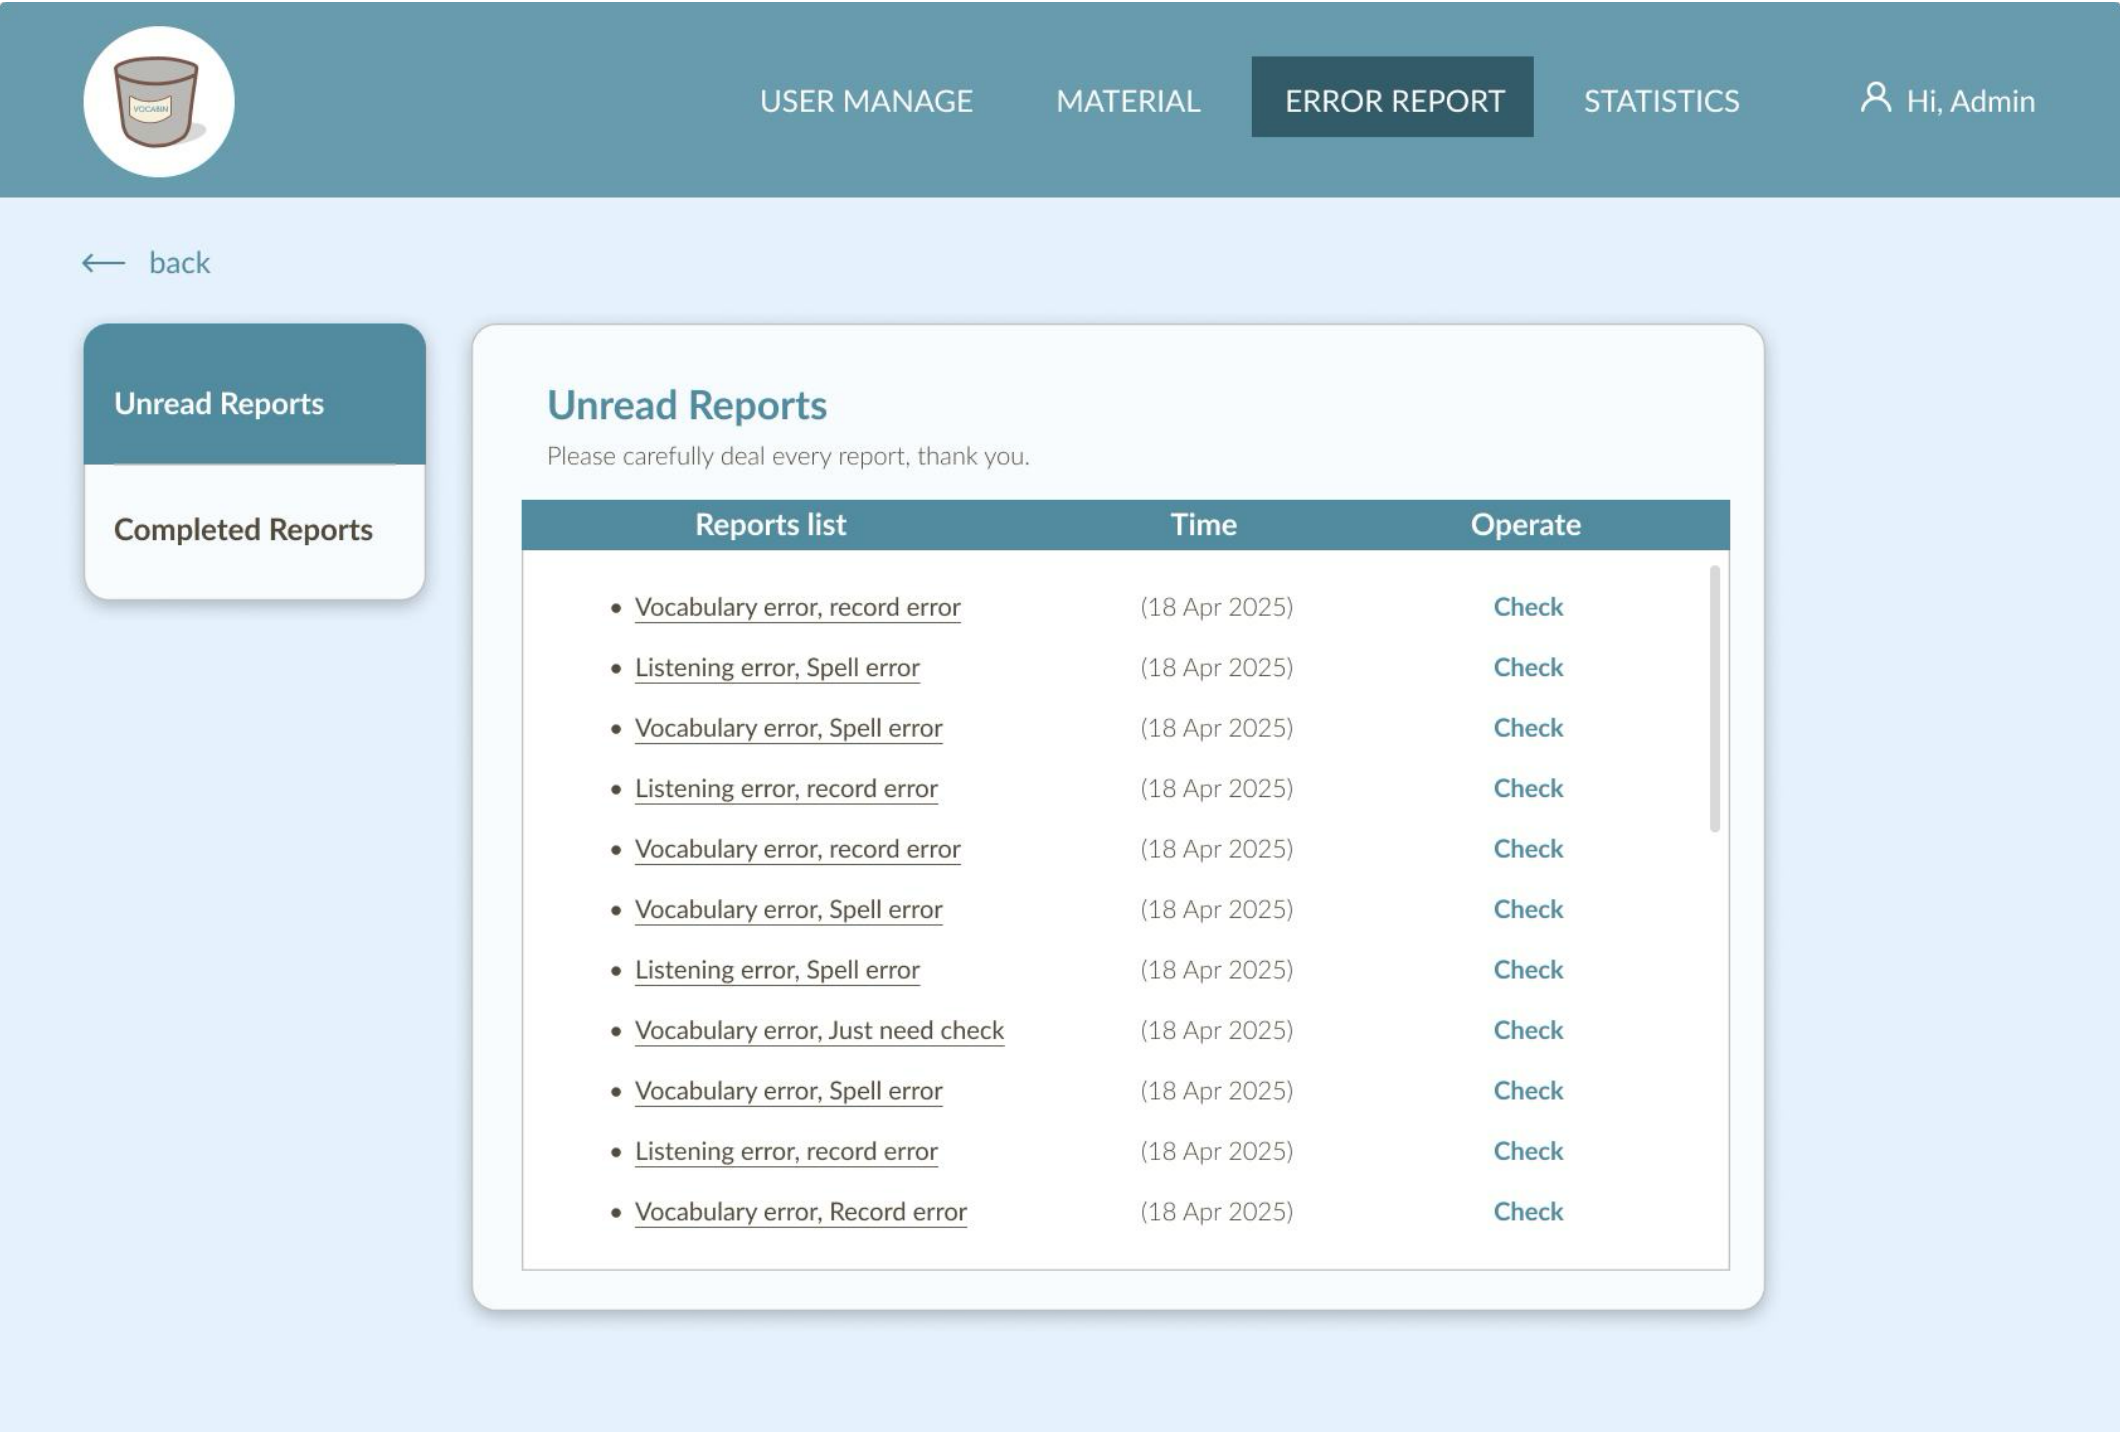 VOCABIN
USER MANAGE MATERIAL ERROR REPORT STATISTICS Hi, Admin
back
Unread Reports
Completed Reports
Unread Reports
Please carefully deal every report, thank you.
Reports list Time Operate
• Vocabulary error, record error (18 Apr 2025) Check
• Listening error, Spell error (18 Apr 2025) Check
• Vocabulary error, Spell error (18 Apr 2025) Check
• Listening error, record error (18 Apr 2025) Check
• Vocabulary error, record error (18 Apr 2025) Check
• Vocabulary error, Spell error (18 Apr 2025) Check
• Listening error, Spell error (18 Apr 2025) Check
• Vocabulary error, Just need check (18 Apr 2025) Check
• Vocabulary error, Spell error (18 Apr 2025) Check
• Listening error, record error (18 Apr 2025) Check
• Vocabulary error, Record error (18 Apr 2025) Check